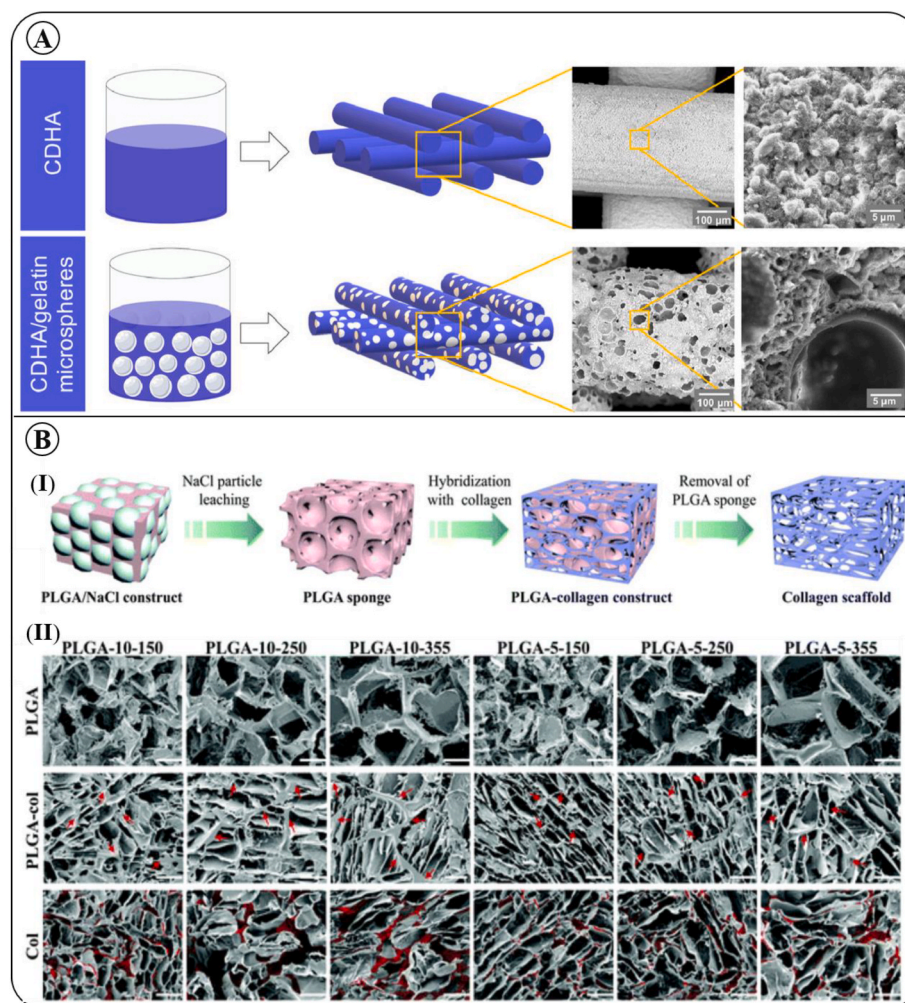 A
CDHA
100 µm
5 µm
CDHA/gelatin
microspheres
100 µm
5 µm
B
(I)
NaCl particle
leaching
Hybridization
with collagen
Removal of
PLGA sponge
PLGA/NaCl construct
PLGA sponge
PLGA-collagen construct
Collagen scaffold
(II)
PLGA-10-150 PLGA-10-250 PLGA-10-355 PLGA-5-150 PLGA-5-250 PLGA-5-355
PLGA
PLGA-col
Col